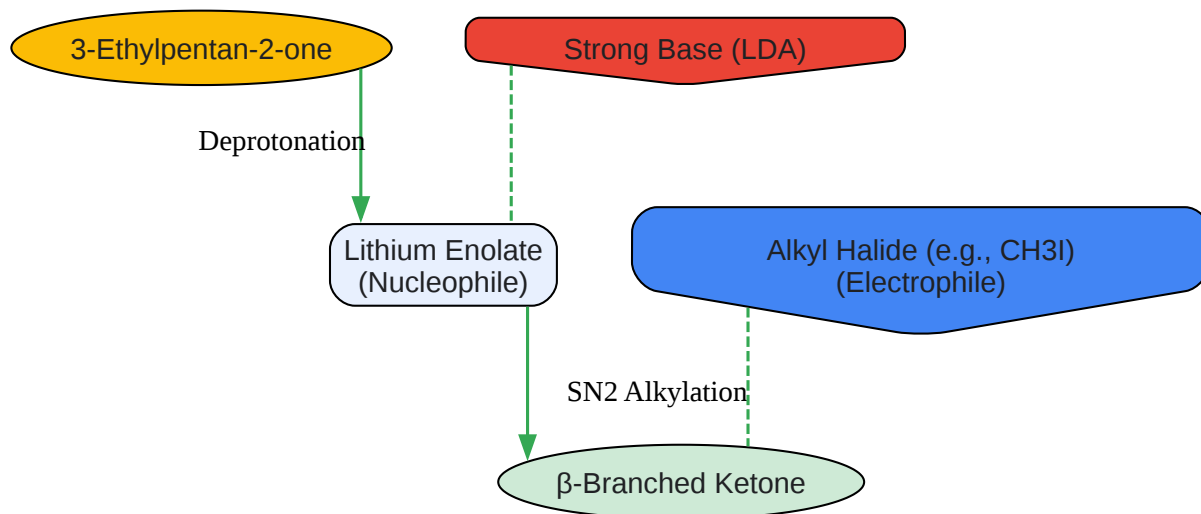 3-Ethylpentan-2-one
Strong Base (LDA)
Deprotonation
Lithium Enolate
(Nucleophile)
Alkyl Halide (e.g., CH3I)
(Electrophile)
SN2 Alkylation
β-Branched Ketone